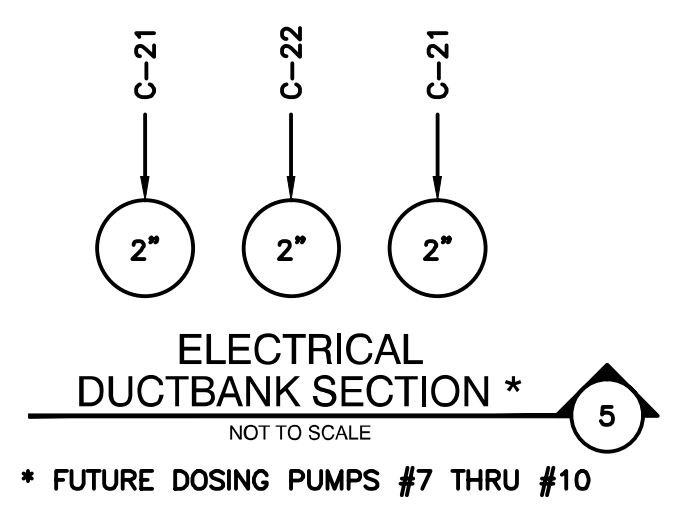 C-21 C-22 C-21
2" 2" 2"
ELECTRICAL
DUCTBANK SECTION *
5
NOT TO SCALE
* FUTURE DOSING PUMPS #7 THRU #10